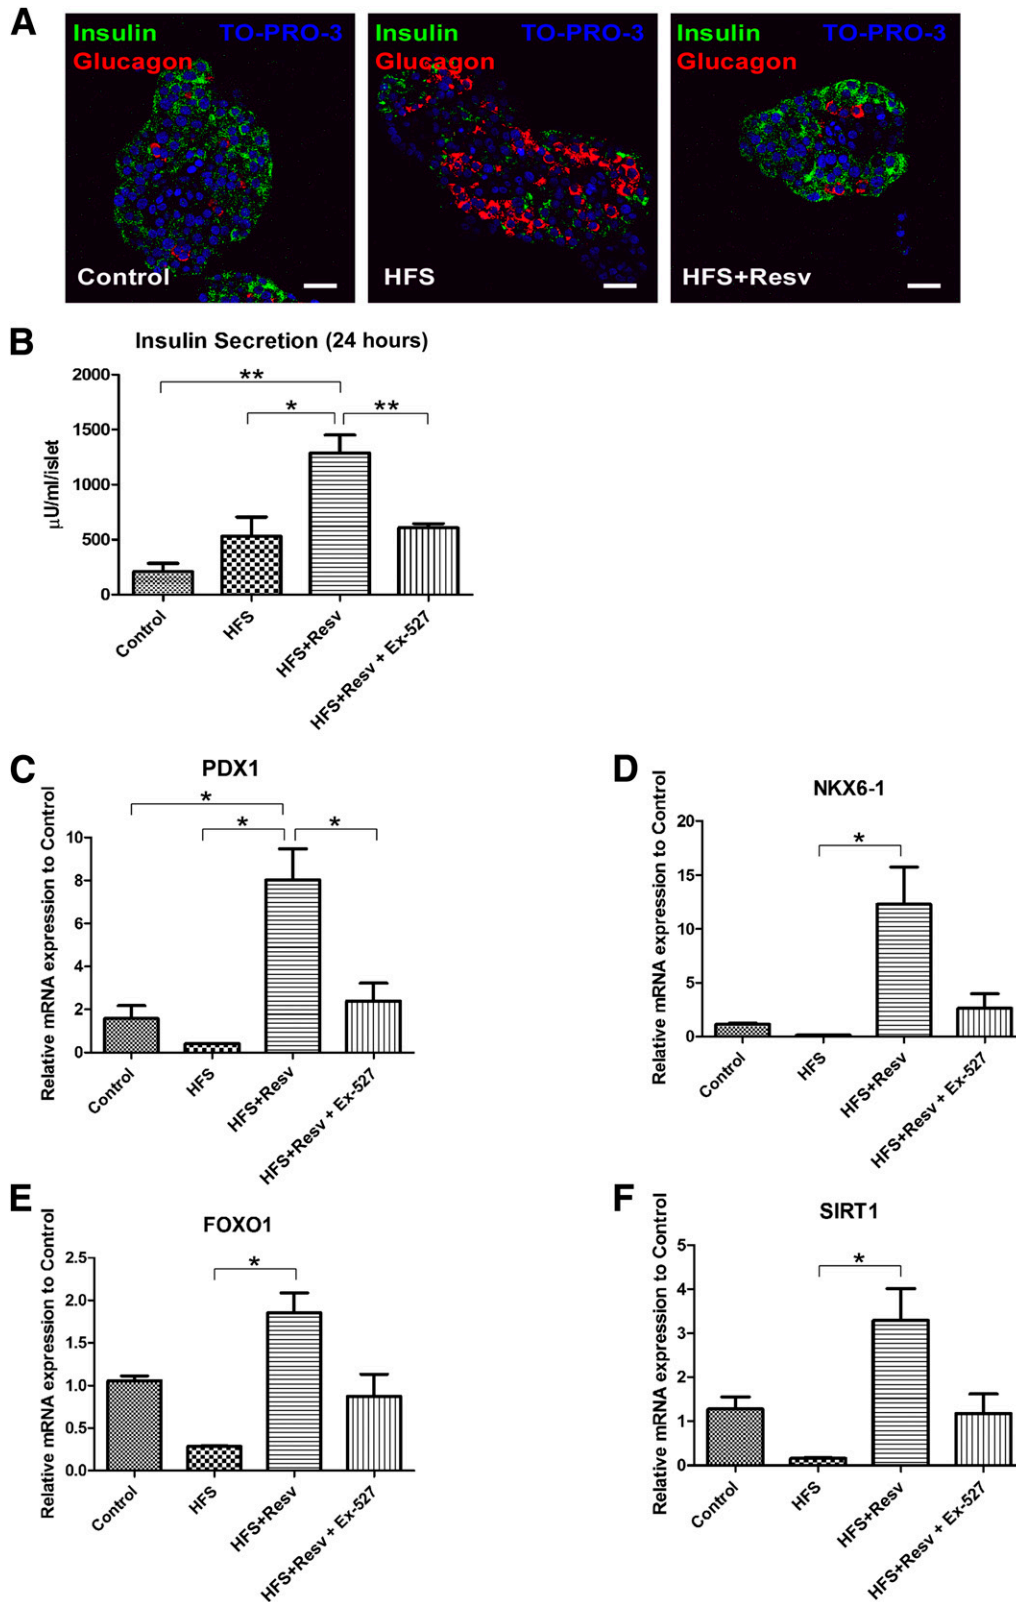 A
Insulin TO-PRO-3
Glucagon
Control
Insulin TO-PRO-3
Glucagon
HFS
Insulin TO-PRO-3
Glucagon
HFS+Resv
B
Insulin Secretion (24 hours)
μU/ml/islet
2000
1500
1000
500
0
**
*
**
Control
HFS
HFS+Resv
HFS+Resv + Ex-527
C
PDX1
Relative mRNA expression to Control
10
8
6
4
2
0
*
*
*
Control
HFS
HFS+Resv
HFS+Resv + Ex-527
D
NKX6-1
Relative mRNA expression to Control
20
15
10
5
0
*
Control
HFS
HFS+Resv
HFS+Resv + Ex-527
E
FOXO1
Relative mRNA expression to Control
2.5
2.0
1.5
1.0
0.5
0.0
*
Control
HFS
HFS+Resv
HFS+Resv + Ex-527
F
SIRT1
Relative mRNA expression to Control
5
4
3
2
1
0
*
Control
HFS
HFS+Resv
HFS+Resv + Ex-527